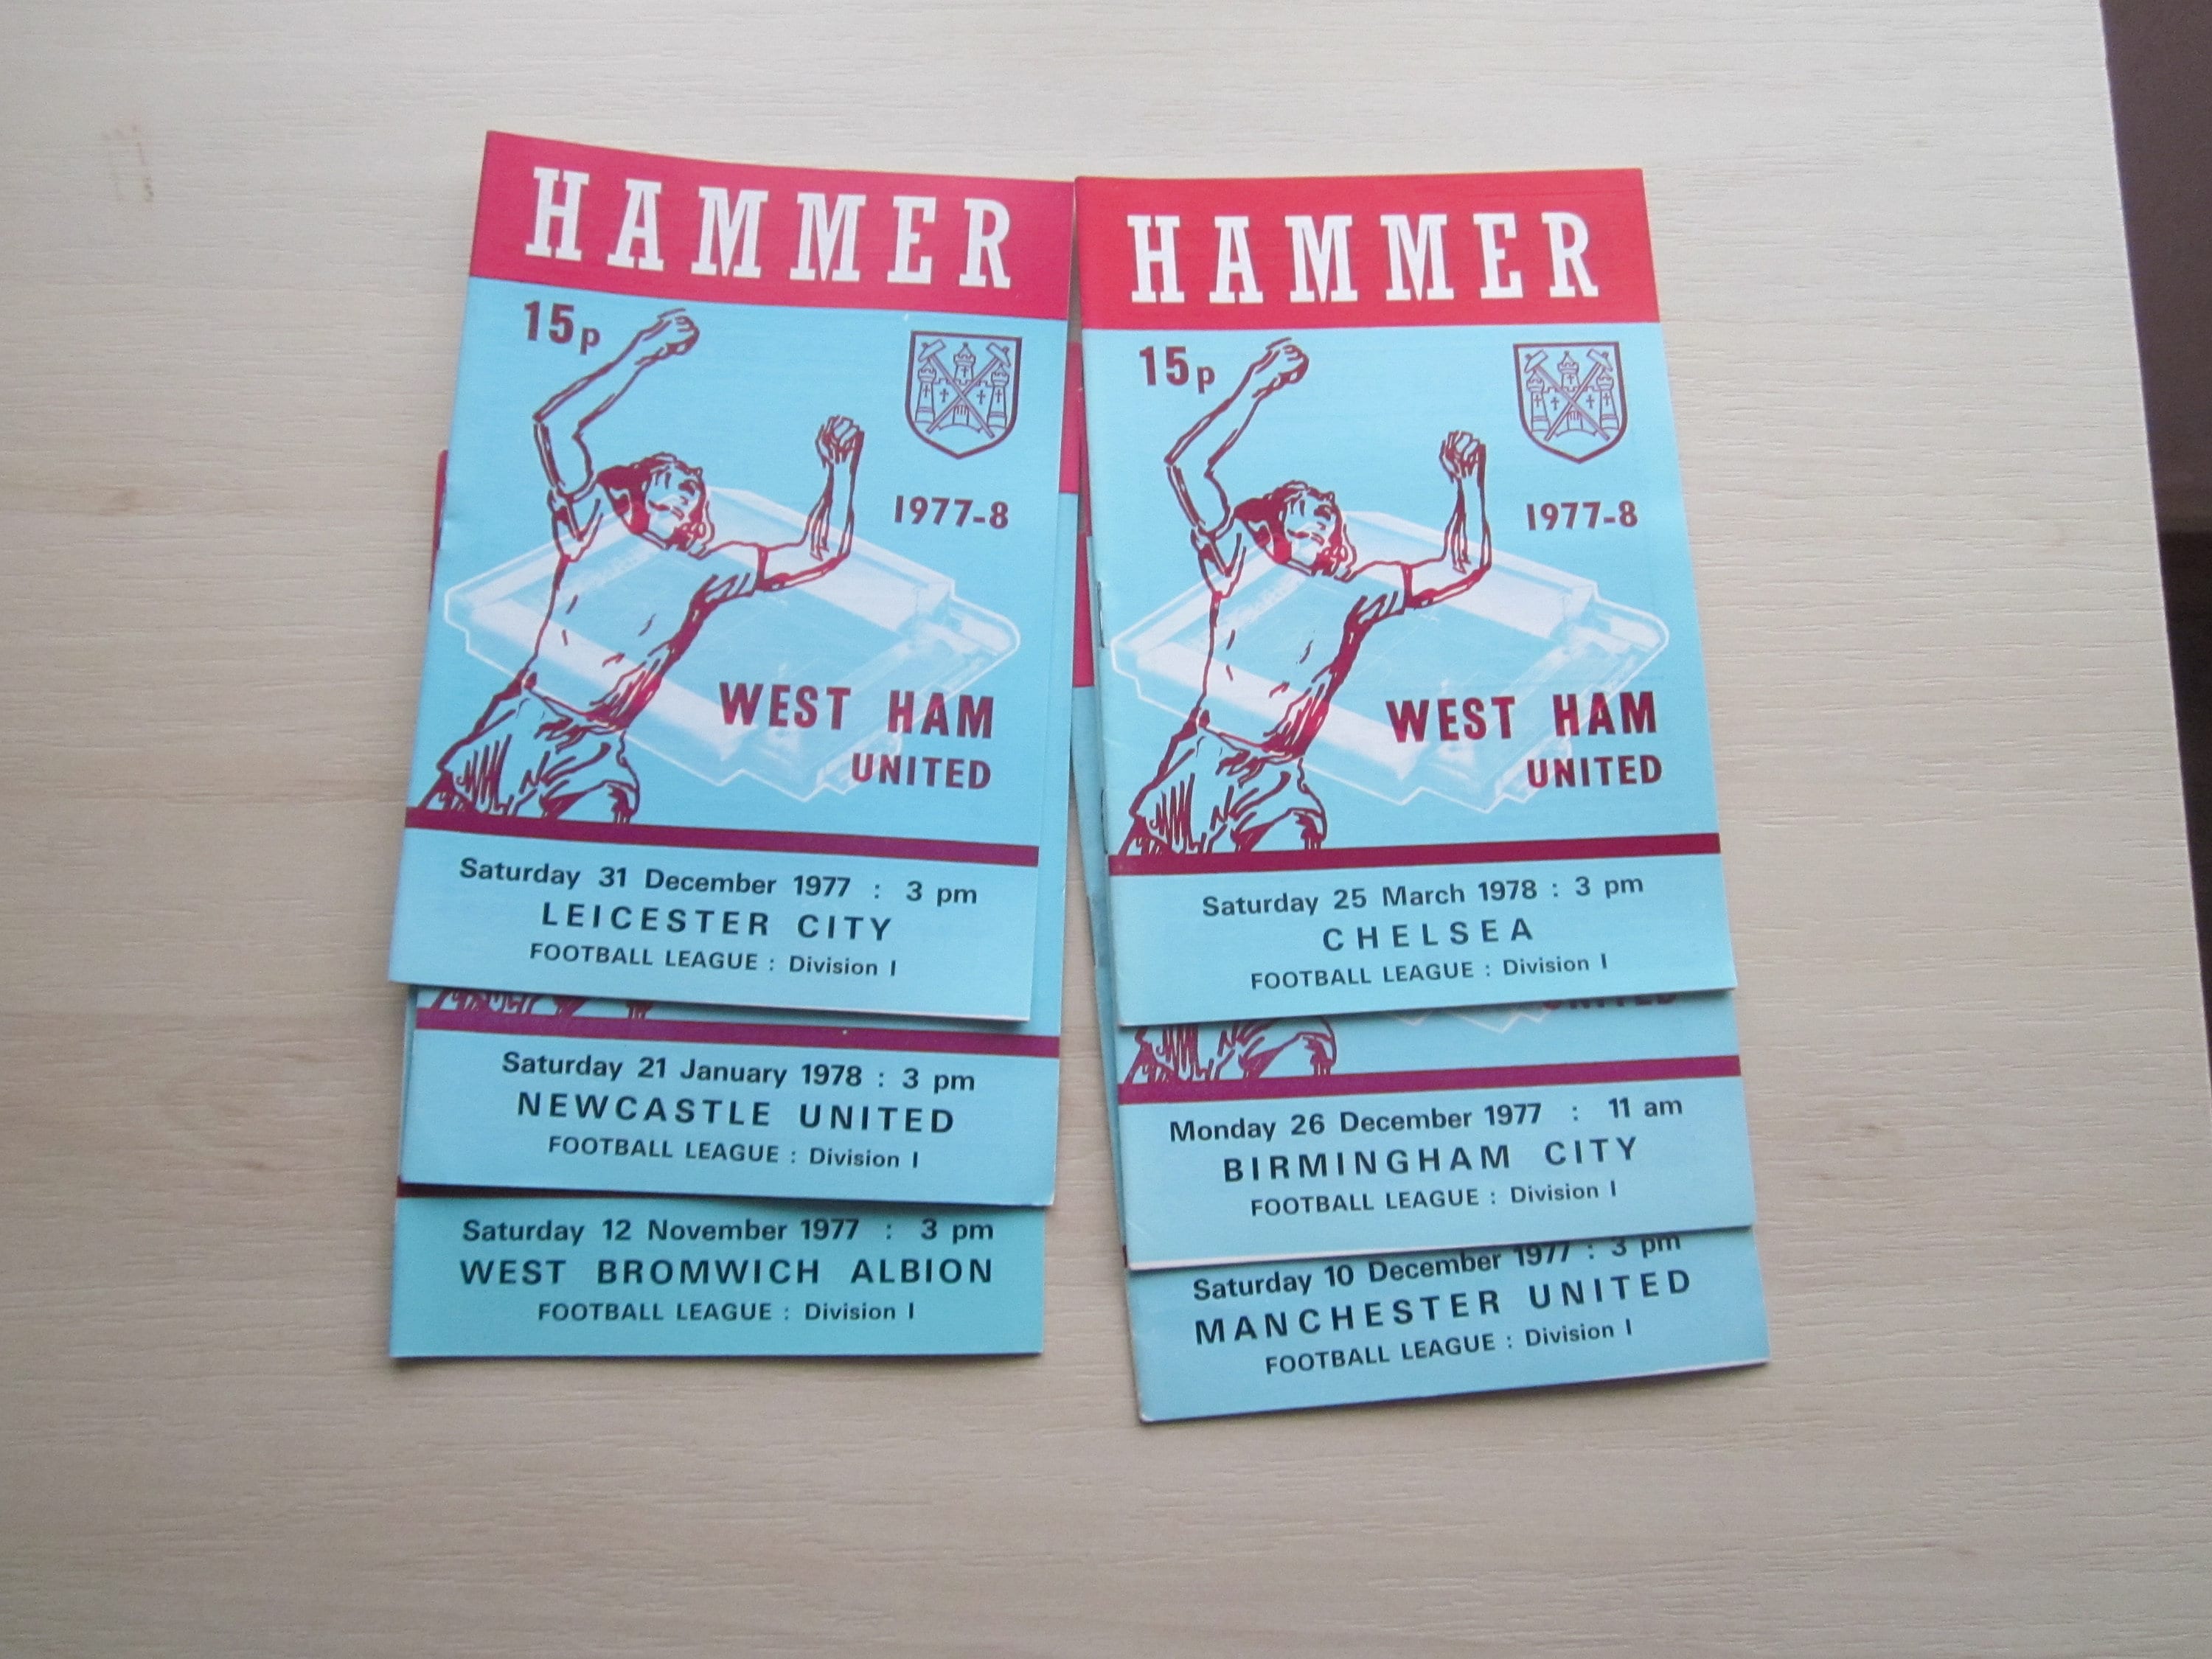 HAMMER
15p
1977-8
WEST HAM
UNITED
Saturday 31 December 1977 : 3 pm
LEICESTER CITY
FOOTBALL LEAGUE : Division I
Saturday 21 January 1978 : 3 pm
NEWCASTLE UNITED
FOOTBALL LEAGUE : Division I
Saturday 12 November 1977 : 3 pm
WEST BROMWICH ALBION
FOOTBALL LEAGUE : Division I
HAMMER
15p
1977-8
WEST HAM
UNITED
Saturday 25 March 1978 : 3 pm
CHELSEA
FOOTBALL LEAGUE : Division I
UNITED
Monday 26 December 1977 : 11 am
BIRMINGHAM CITY
FOOTBALL LEAGUE : Division I
Saturday 10 December 1977 : 3 pm
MANCHESTER UNITED
FOOTBALL LEAGUE : Division I